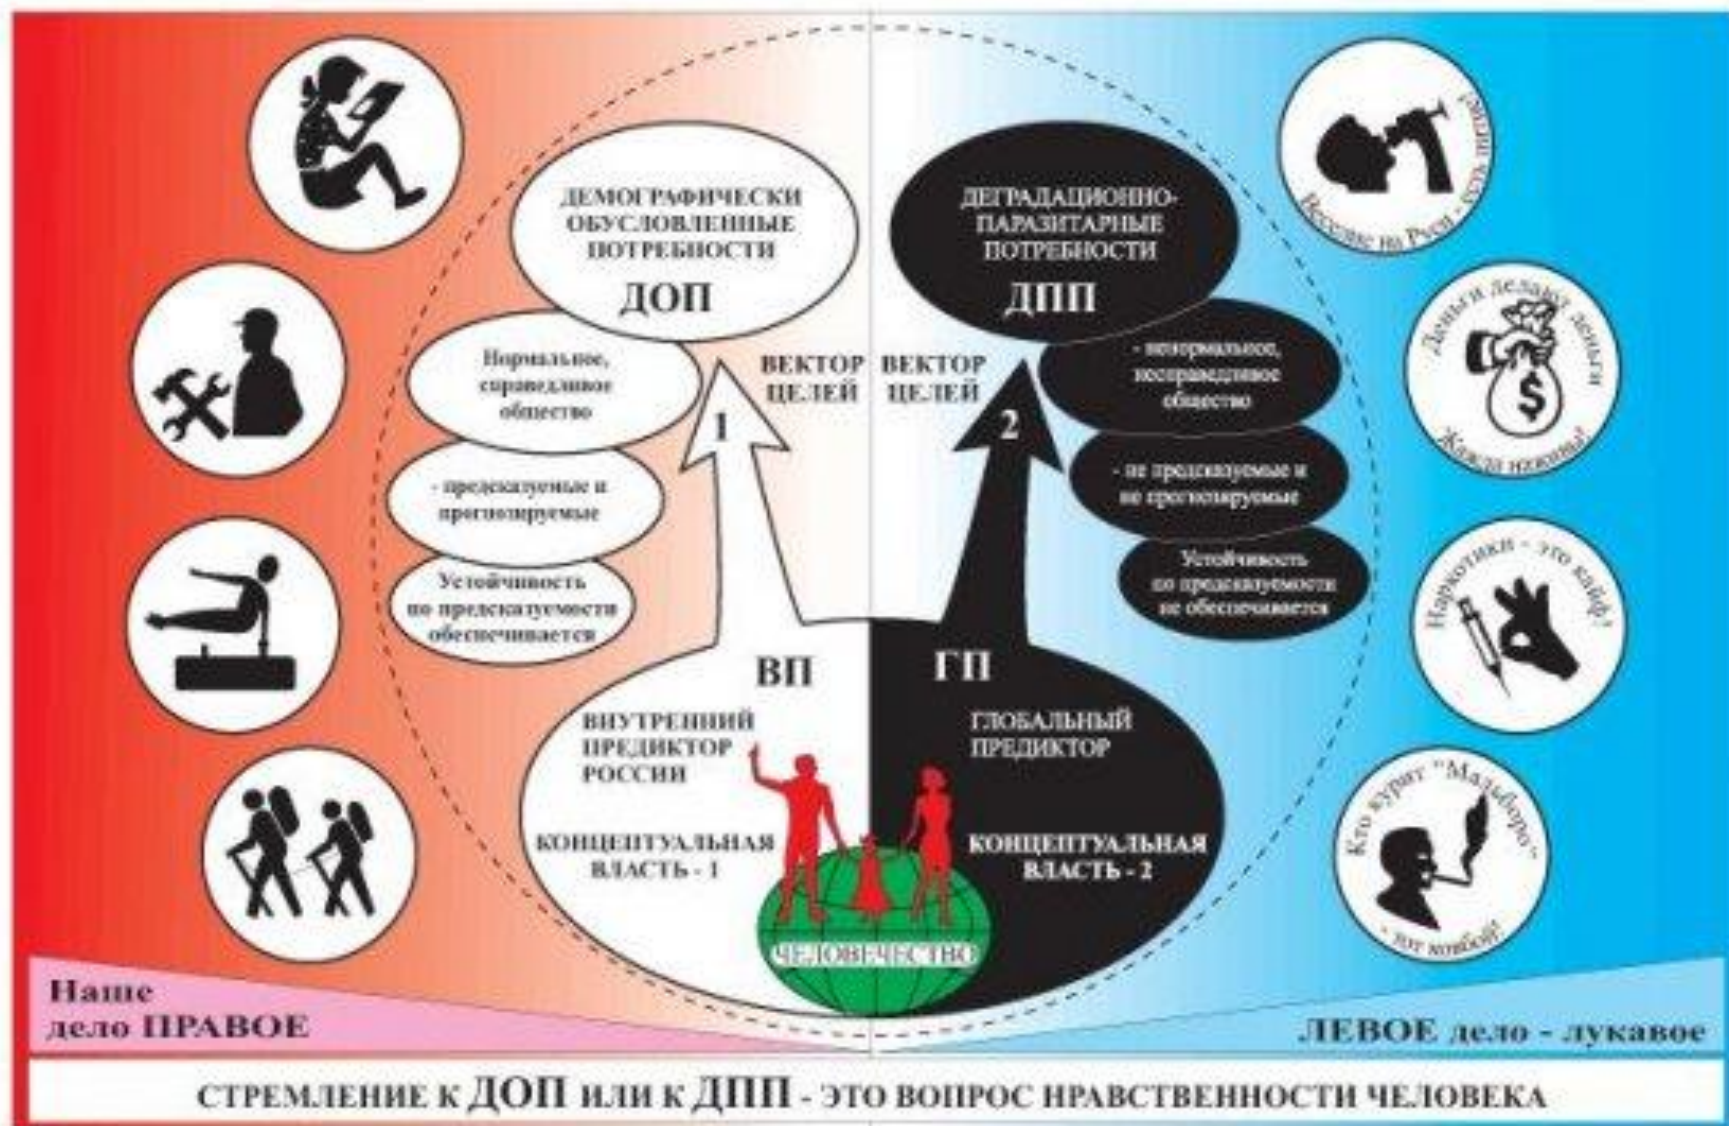 ДЕМОГРАФИЧЕСКИ
ОБУСЛОВЛЕННЫЕ
ПОТРЕБНОСТИ
ДОП
Нормальное,
справедливое
общество
- предсказуемые и
прогнозируемые
Устойчивость
по предсказуемости
обеспечивается
ВЕКТОР
ЦЕЛЕЙ
1
ВЕКТОР
ЦЕЛЕЙ
2
ДЕГРАДАЦИОННО-
ПАРАЗИТАРНЫЕ
ПОТРЕБНОСТИ
ДПП
- ненормальное,
несправедливое
общество
- не предсказуемые и
не прогнозируемые
Устойчивость
по предсказуемости
не обеспечивается
Веселие на Руси - есть питие!
Деньги делают деньги
Жажда наживы!
Наркотики - это кайф!
Кто курит "Мальборо"
- тот ковбой!
ВП
ВНУТРЕННИЙ
ПРЕДИКТОР
РОССИИ
КОНЦЕПТУАЛЬНАЯ
ВЛАСТЬ - 1
ГП
ГЛОБАЛЬНЫЙ
ПРЕДИКТОР
КОНЦЕПТУАЛЬНАЯ
ВЛАСТЬ - 2
ЧЕЛОВЕЧЕСТВО
Наше
дело ПРАВОЕ
ЛЕВОЕ дело - лукавое
СТРЕМЛЕНИЕ К ДОП ИЛИ К ДПП - ЭТО ВОПРОС НРАВСТВЕННОСТИ ЧЕЛОВЕКА